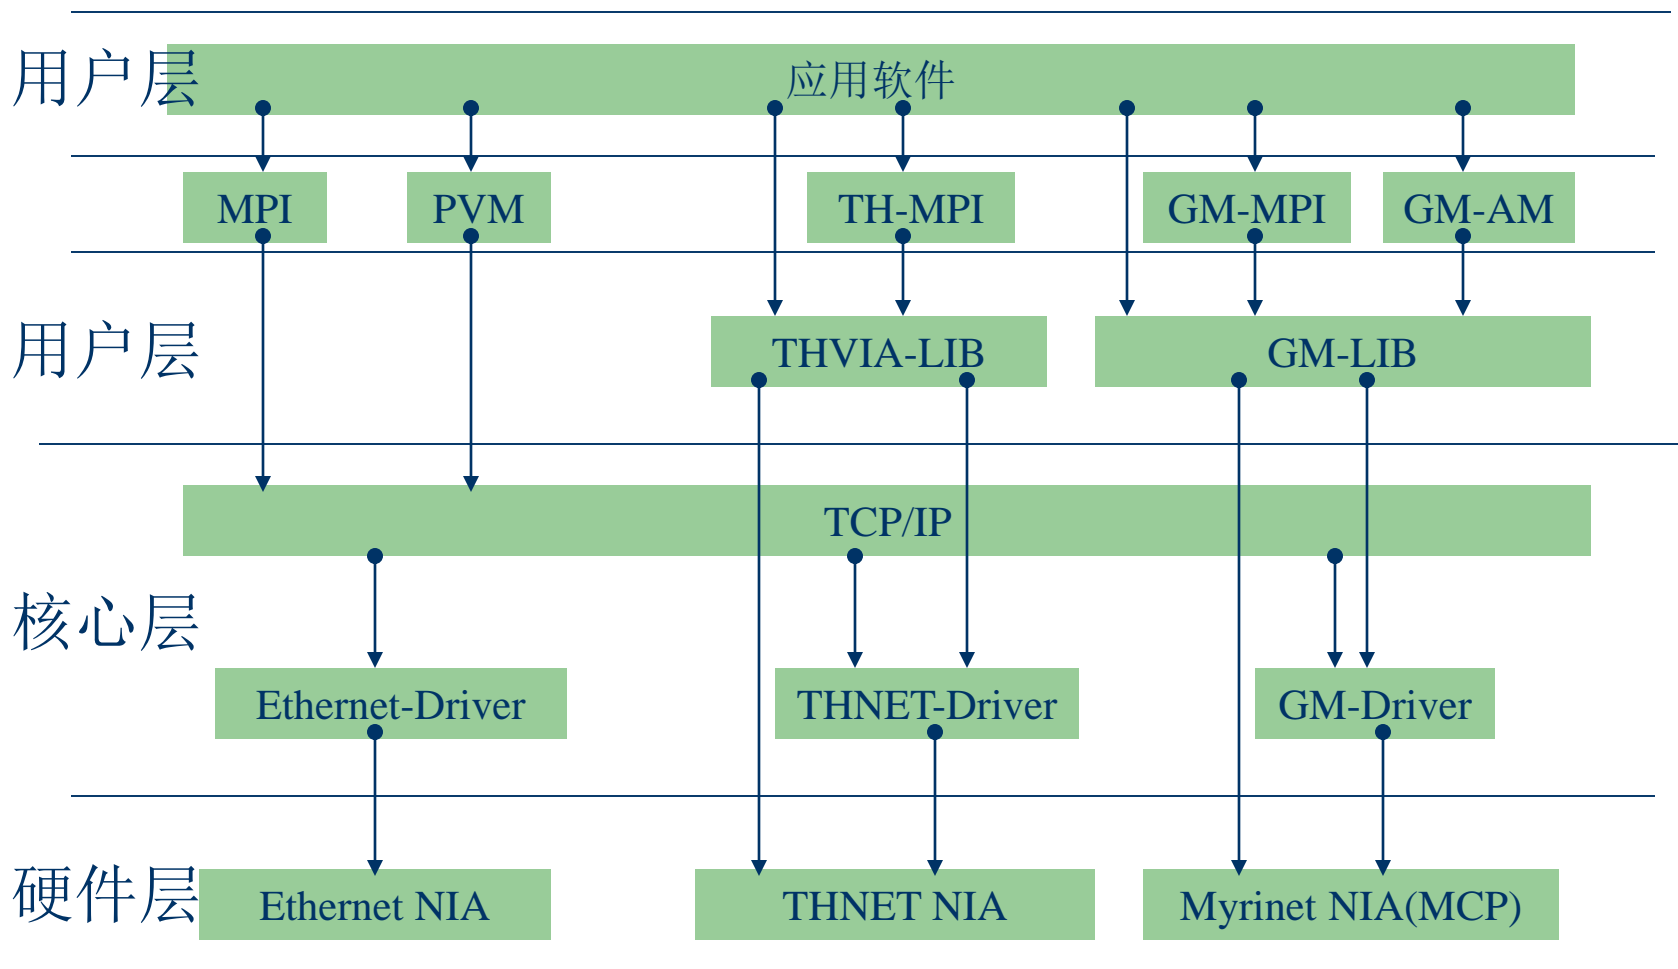 用户层
应用软件
MPI
PVM
TH-MPI
GM-MPI
GM-AM
用户层
THVIA-LIB
GM-LIB
TCP/IP
核心层
Ethernet-Driver
THNET-Driver
GM-Driver
硬件层
Ethernet NIA
THNET NIA
Myrinet NIA(MCP)